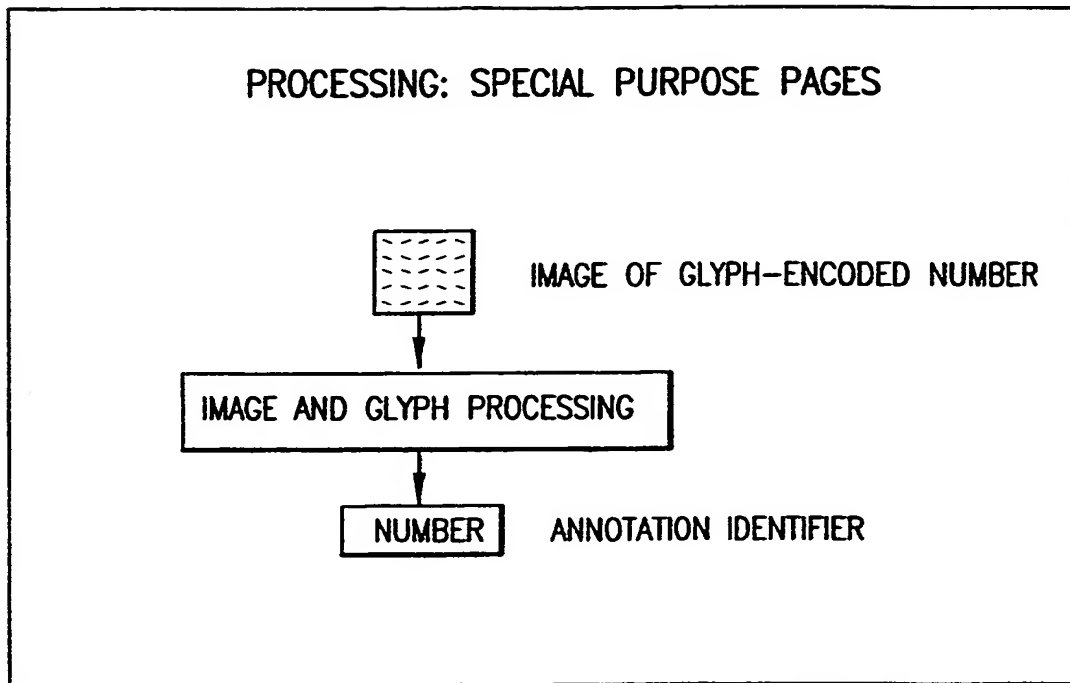 PROCESSING: SPECIAL PURPOSE PAGES
IMAGE OF GLYPH-ENCODED NUMBER
IMAGE AND GLYPH PROCESSING
NUMBER
ANNOTATION IDENTIFIER